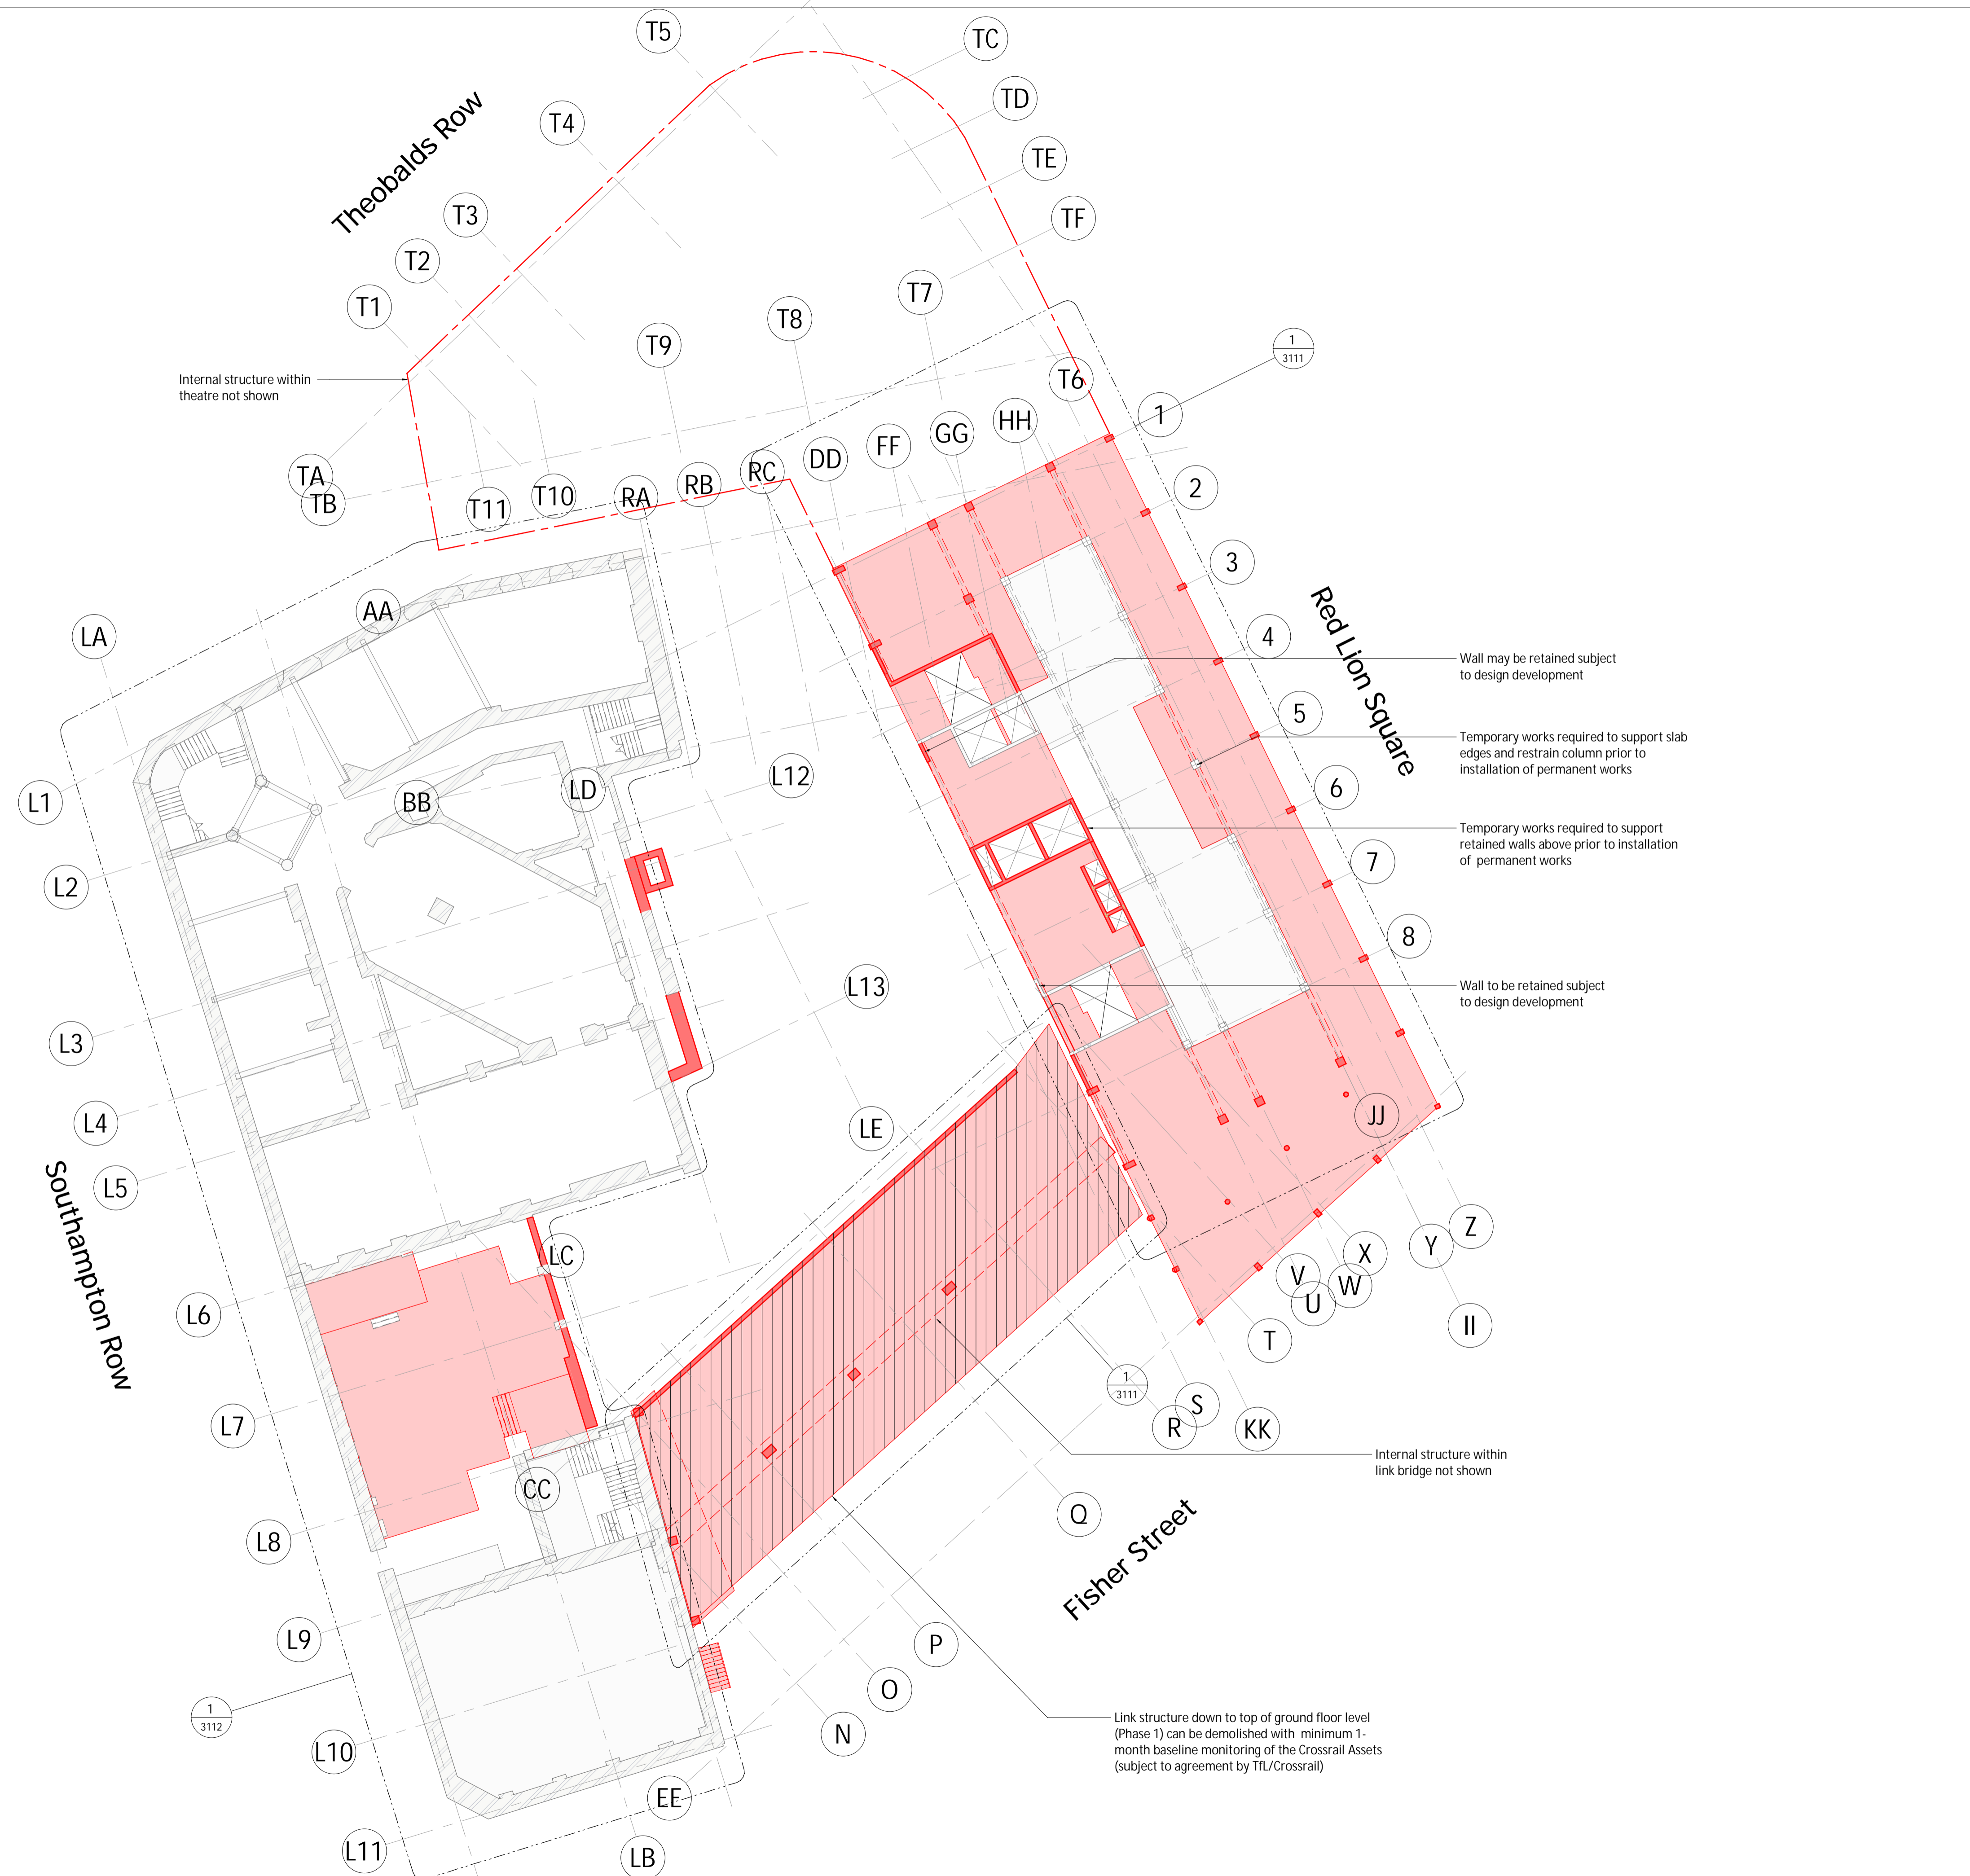 T5
TC
TD
T4
TE
Theobalds Row
T3
TF
T2
T7
T1
T8
T9
1
3111
Internal structure within
theatre not shown
T6
1
HH
GG
FF
DD
RC
TA
TB
RB
RA
T10
T11
2
3
Red Lion Square
AA
LA
4
Wall may be retained subject
to design development
5
Temporary works required to support slab
edges and restrain column prior to
installation of permanent works
L12
LD
BB
L1
6
Temporary works required to support
retained walls above prior to installation
of permanent works
7
L2
8
L13
Wall to be retained subject
to design development
L3
L4
LE
JJ
L5
Southampton Row
Z
Y
X
LC
V
W
U
II
L6
T
1
3111
S
R
KK
L7
Internal structure within
link bridge not shown
CC
Q
L8
Fisher Street
L9
P
O
1
3112
N
Link structure down to top of ground floor level
(Phase 1) can be demolished with minimum 1-
month baseline monitoring of the Crossrail Assets
(subject to agreement by TfL/Crossrail)
L10
EE
L11
LB